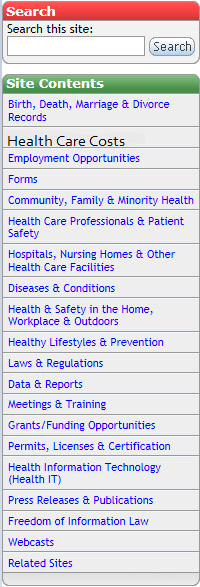 Search
Search this site:
Search
Site Contents
Birth, Death, Marriage & Divorce
Records
Health Care Costs
Employment Opportunities
Forms
Community, Family & Minority Health
Health Care Professionals & Patient
Safety
Hospitals, Nursing Homes & Other
Health Care Facilities
Diseases & Conditions
Health & Safety in the Home,
Workplace & Outdoors
Healthy Lifestyles & Prevention
Laws & Regulations
Data & Reports
Meetings & Training
Grants/Funding Opportunities
Permits, Licenses & Certification
Health Information Technology
(Health IT)
Press Releases & Publications
Freedom of Information Law
Webcasts
Related Sites